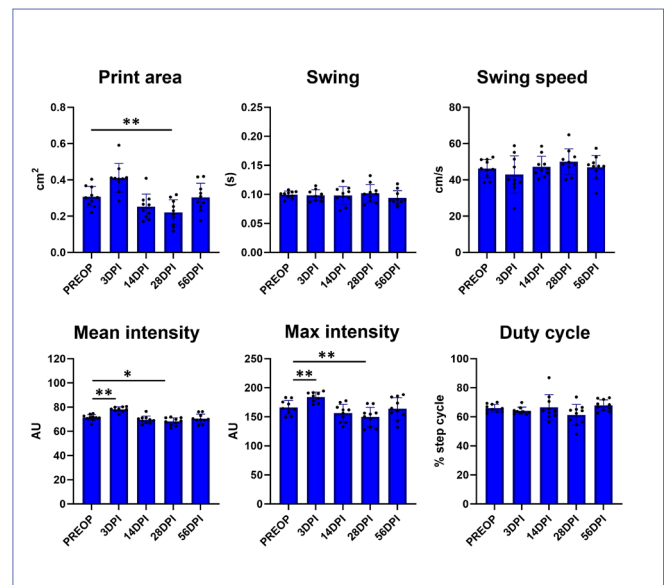 Print area
Swing
Swing speed
0.8
0.6
0.4
0.2
0.0
cm²
**
PREOP
3DPI
14DPI
28DPI
56DPI
0.25
0.20
0.15
0.10
0.05
0.00
(s)
PREOP
3DPI
14DPI
28DPI
56DPI
80
60
40
20
0
cm/s
PREOP
3DPI
14DPI
28DPI
56DPI
Mean intensity
Max intensity
Duty cycle
120
100
80
60
40
20
0
AU
*
**
PREOP
3DPI
14DPI
28DPI
56DPI
250
200
150
100
50
0
AU
**
**
PREOP
3DPI
14DPI
28DPI
56DPI
100
80
60
40
20
0
% step cycle
PREOP
3DPI
14DPI
28DPI
56DPI